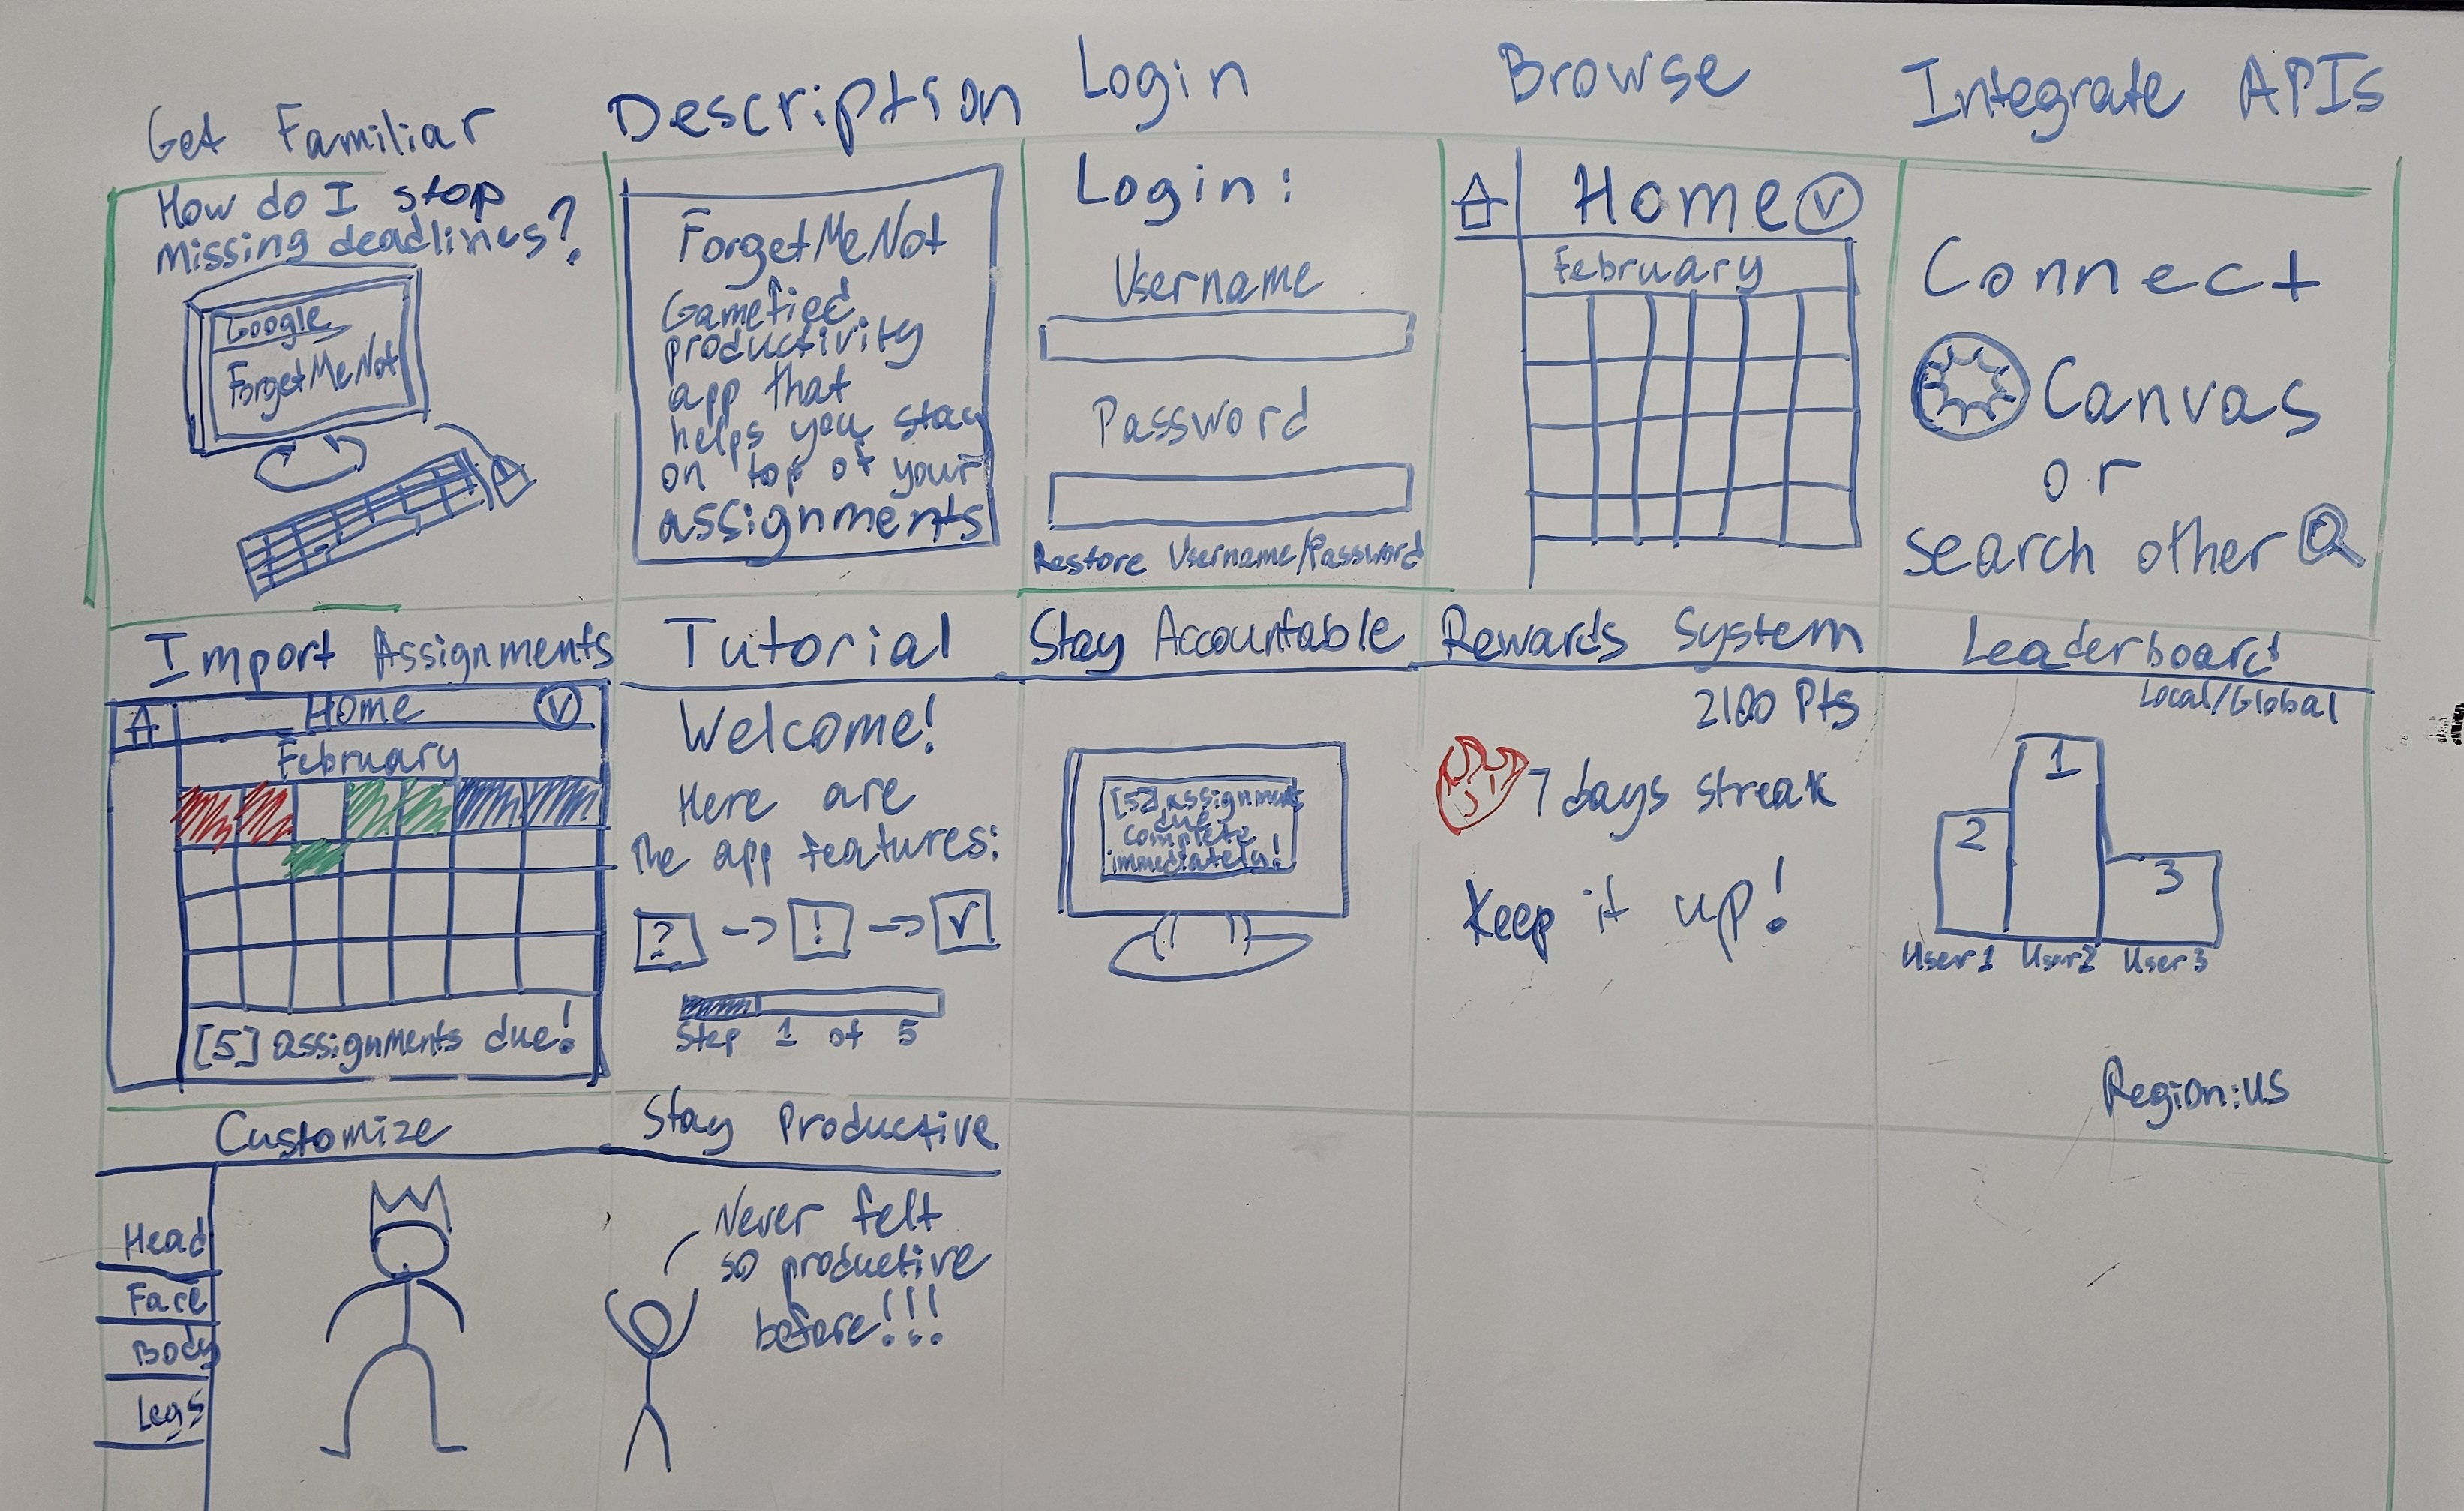 Get Familiar
How do I stop
missing deadlines?
Google
ForgetMeNot
Description
ForgetMeNot
Gamefied
productivity
app that
helps you stay
on top of your
assignments
Login
Login:
Username
Password
Restore Username/Password
Browse
Home
February
Integrate APIs
Connect
Canvas
or
search other
Import Assignments
Home
February
[5] assignments due!
Tutorial
Welcome!
Here are
the app features:
? -> ! -> √
Step 1 of 5
Stay Accountable
[5] assignments
due
complete
immediately!
Rewards System
2100 Pts
7 days streak
Keep it up!
Leaderboard
Local/Global
1
2
3
User1 User2 User3
Region:US
Customize
Head
Face
Body
Legs
Stay Productive
Never felt
so productive
before!!!